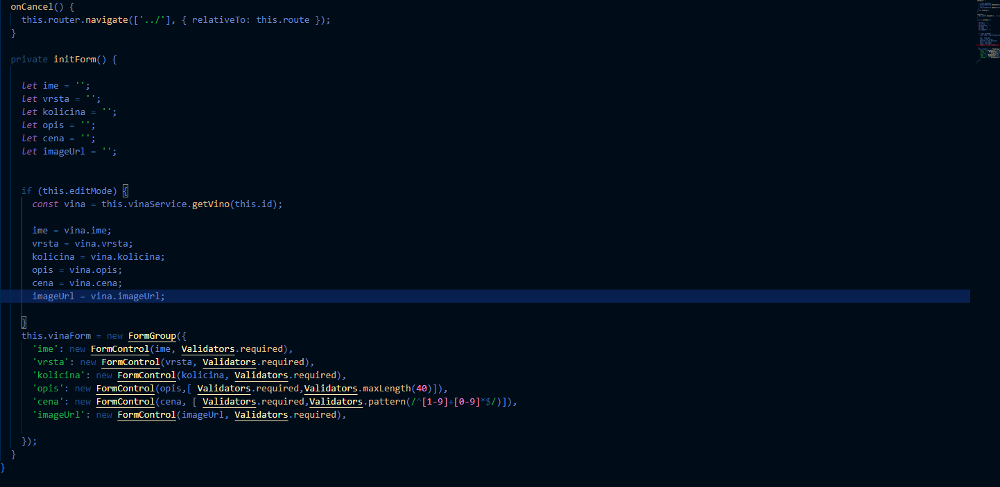 onCancel() {
this.router.navigate(['../'], { relativeTo: this.route });
}
private initForm() {
let ime = '';
let vrsta = '';
let kolicina = '';
let opis = '';
let cena = '';
let imageUrl = '';
if (this.editMode) {
const vina = this.vinaService.getVino(this.id);
ime = vina.ime;
vrsta = vina.vrsta;
kolicina = vina.kolicina;
opis = vina.opis;
cena = vina.cena;
imageUrl = vina.imageUrl;
}
this.vinaForm = new FormGroup({
'ime': new FormControl(ime, Validators.required),
'vrsta': new FormControl(vrsta, Validators.required),
'kolicina': new FormControl(kolicina, Validators.required),
'opis': new FormControl(opis,[ Validators.required,Validators.maxLength(40)]),
'cena': new FormControl(cena, [ Validators.required,Validators.pattern(/^[1-9]+[0-9]*$/)]),
'imageUrl': new FormControl(imageUrl, Validators.required),
});
}
}